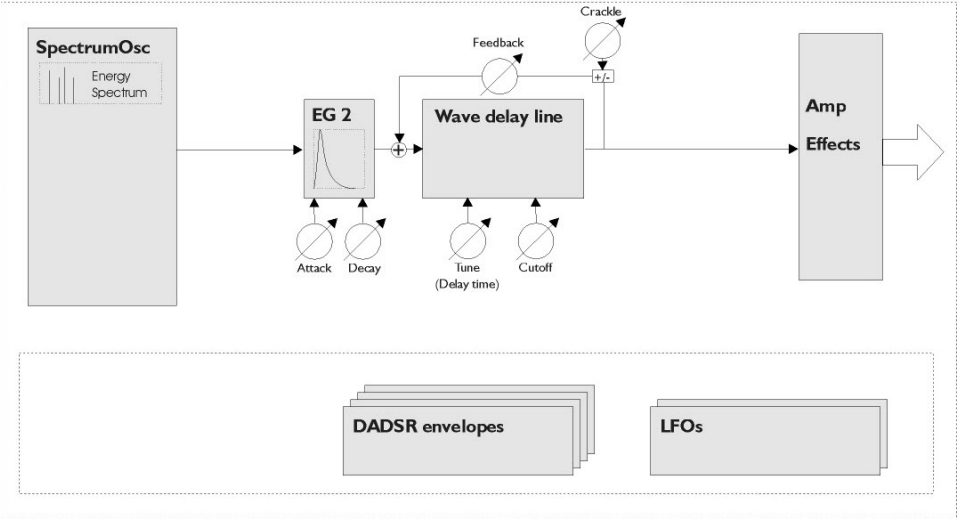 Crackle
SpectrumOsc
Feedback
Energy
Spectrum
+/-
EG 2
Wave delay line
Amp
Effects
Attack
Decay
Tune
(Delay time)
Cutoff
DADSR envelopes
LFOs